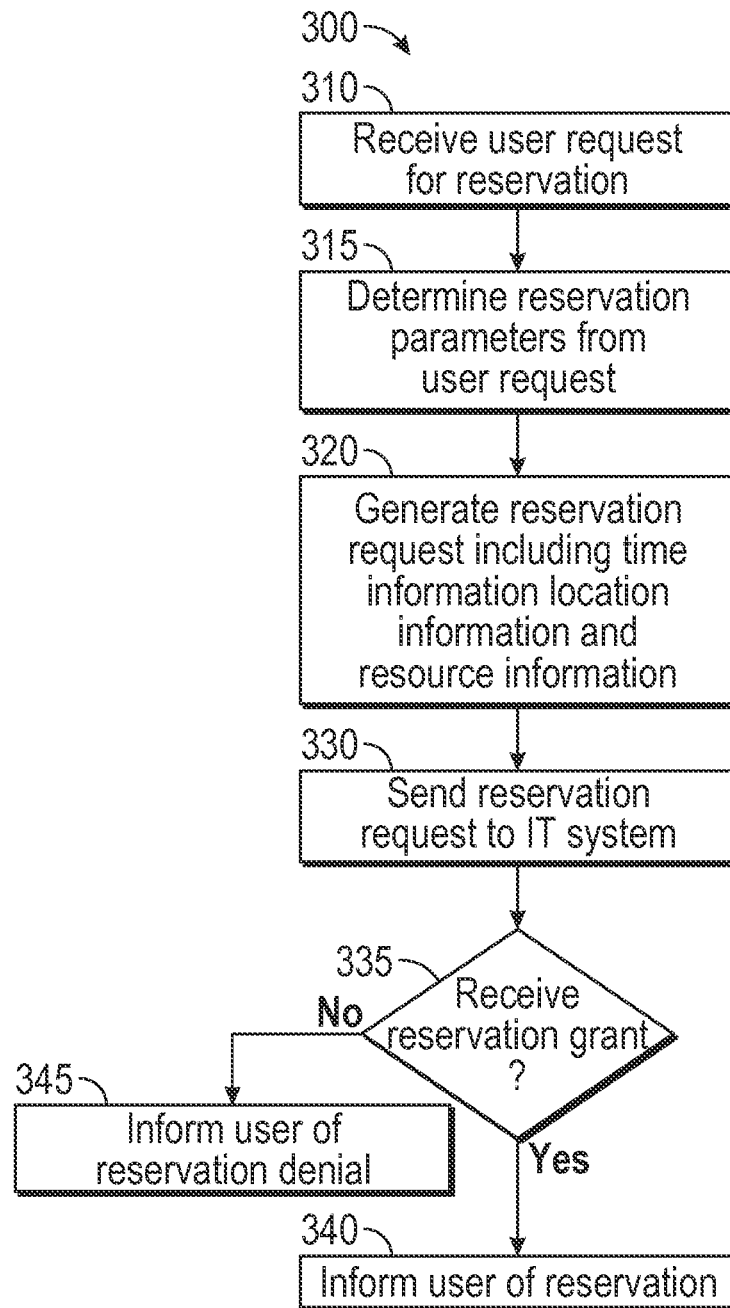 300
310
Receive user request
for reservation
315
Determine reservation
parameters from
user request
320
Generate reservation
request including time
information location
information and
resource information
330
Send reservation
request to IT system
335
Receive
reservation grant
?
No
Yes
345
Inform user of
reservation denial
340
Inform user of reservation